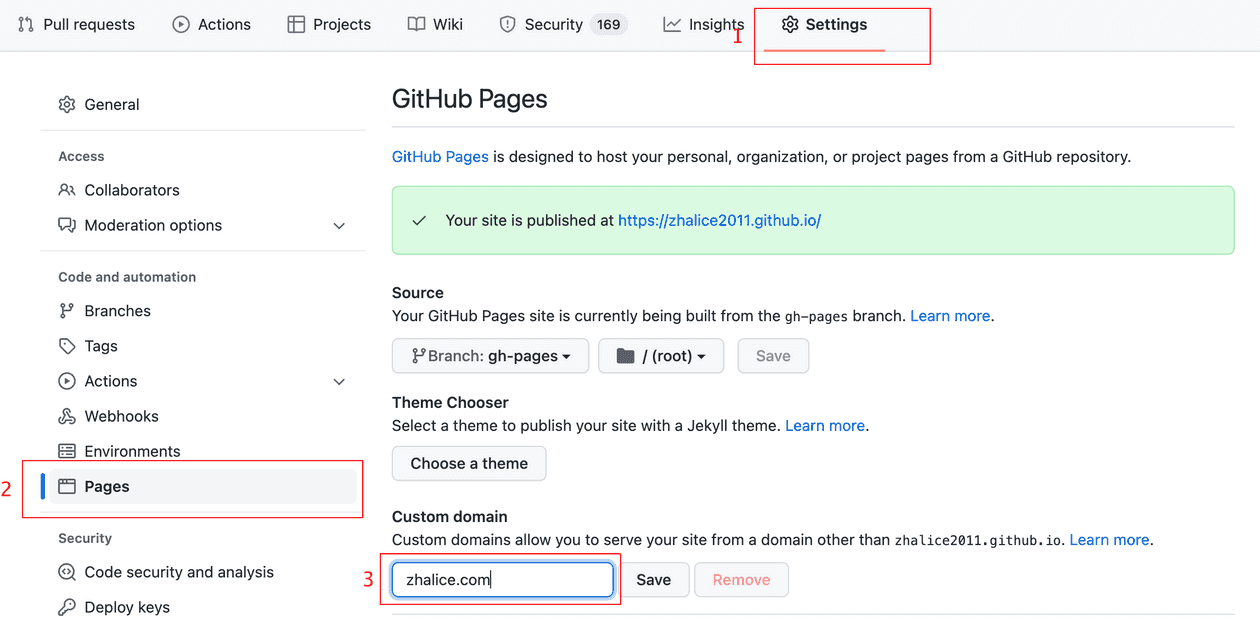 Pull requests Actions Projects Wiki Security 169 Insights 1 Settings
General
Access
Collaborators
Moderation options
Code and automation
Branches
Tags
Actions
Webhooks
Environments
2 Pages
Security
Code security and analysis
Deploy keys
GitHub Pages
GitHub Pages is designed to host your personal, organization, or project pages from a GitHub repository.
Your site is published at https://zhalice2011.github.io/
Source
Your GitHub Pages site is currently being built from the gh-pages branch. Learn more.
Branch: gh-pages / (root) Save
Theme Chooser
Select a theme to publish your site with a Jekyll theme. Learn more.
Choose a theme
Custom domain
Custom domains allow you to serve your site from a domain other than zhalice2011.github.io. Learn more.
3 zhalice.com Save Remove